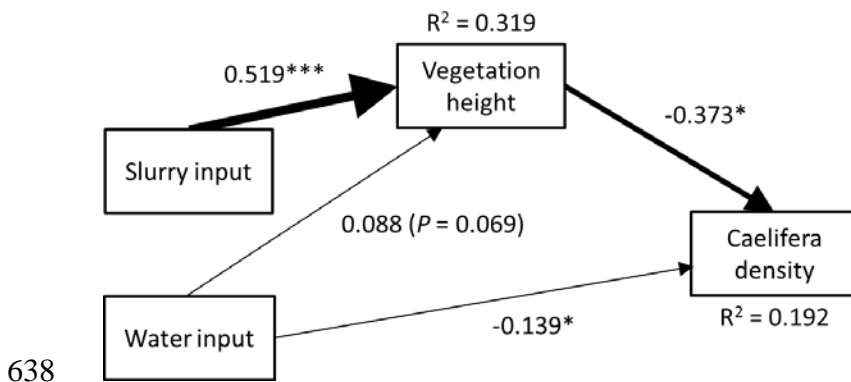 R² = 0.319
Vegetation
height
0.519***
-0.373*
Slurry input
0.088 (P = 0.069)
Caelifera
density
Water input
-0.139*
R² = 0.192
638